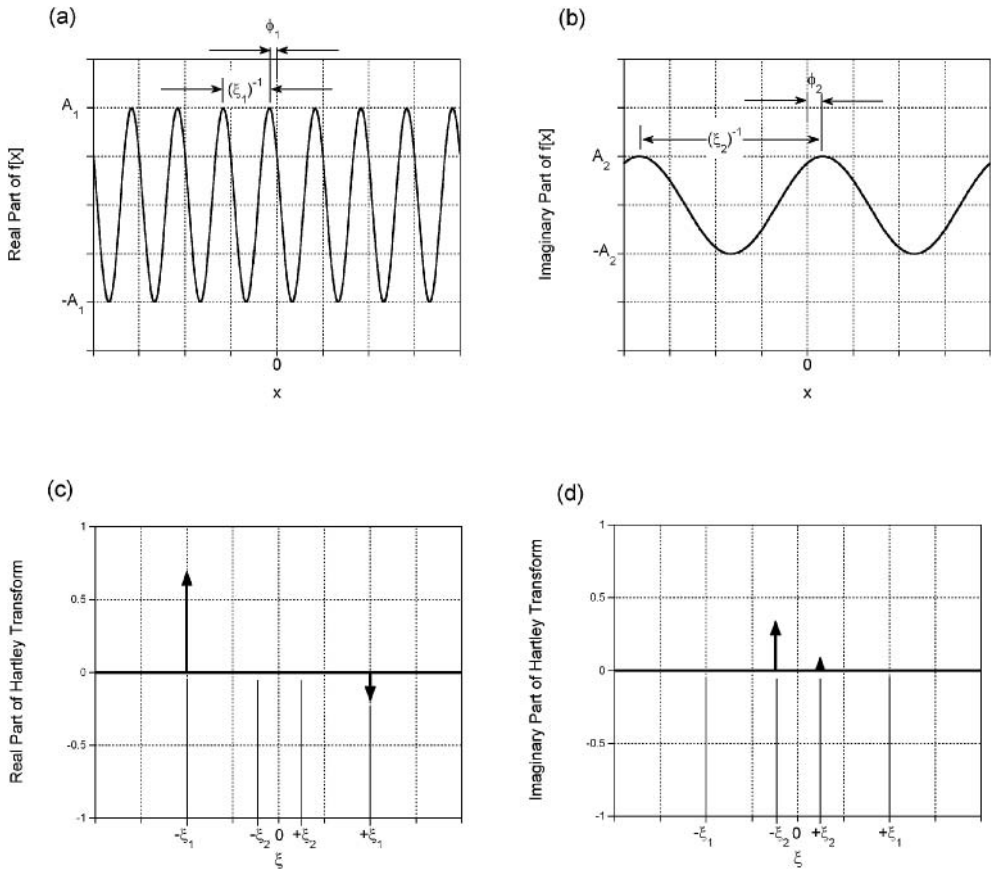 (a)
ϕ₁
(ξ₁)⁻¹
A₁
-A₁
Real Part of f[x]
0
x
(b)
ϕ₂
(ξ₂)⁻¹
A₂
-A₂
Imaginary Part of f[x]
0
x
(c)
1
0.5
0
-0.5
-1
Real Part of Hartley Transform
-ξ₁ -ξ₂ 0 +ξ₂ +ξ₁
ξ
(d)
1
0.5
0
-0.5
-1
Imaginary Part of Hartley Transform
-ξ₁ -ξ₂ 0 +ξ₂ +ξ₁
ξ